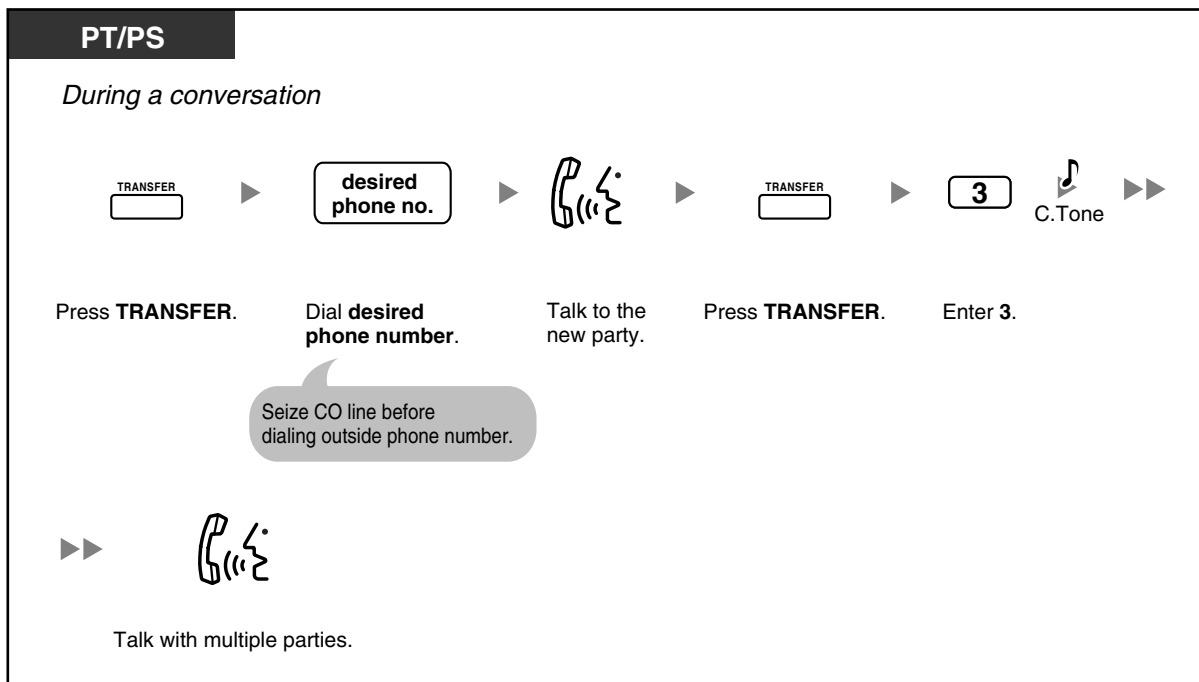 PT/PS
During a conversation
TRANSFER
desired
phone no.
TRANSFER
3
C.Tone
Press TRANSFER.
Dial desired
phone number.
Talk to the
new party.
Press TRANSFER.
Enter 3.
Seize CO line before
dialing outside phone number.
Talk with multiple parties.